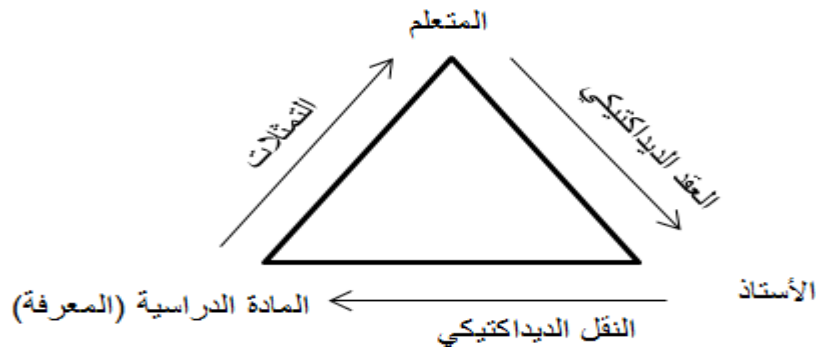 المتعلم
العقد الديداكتيكي
التمثلات
الأستاذ
المادة الدراسية (المعرفة)
النقل الديداكتيكي